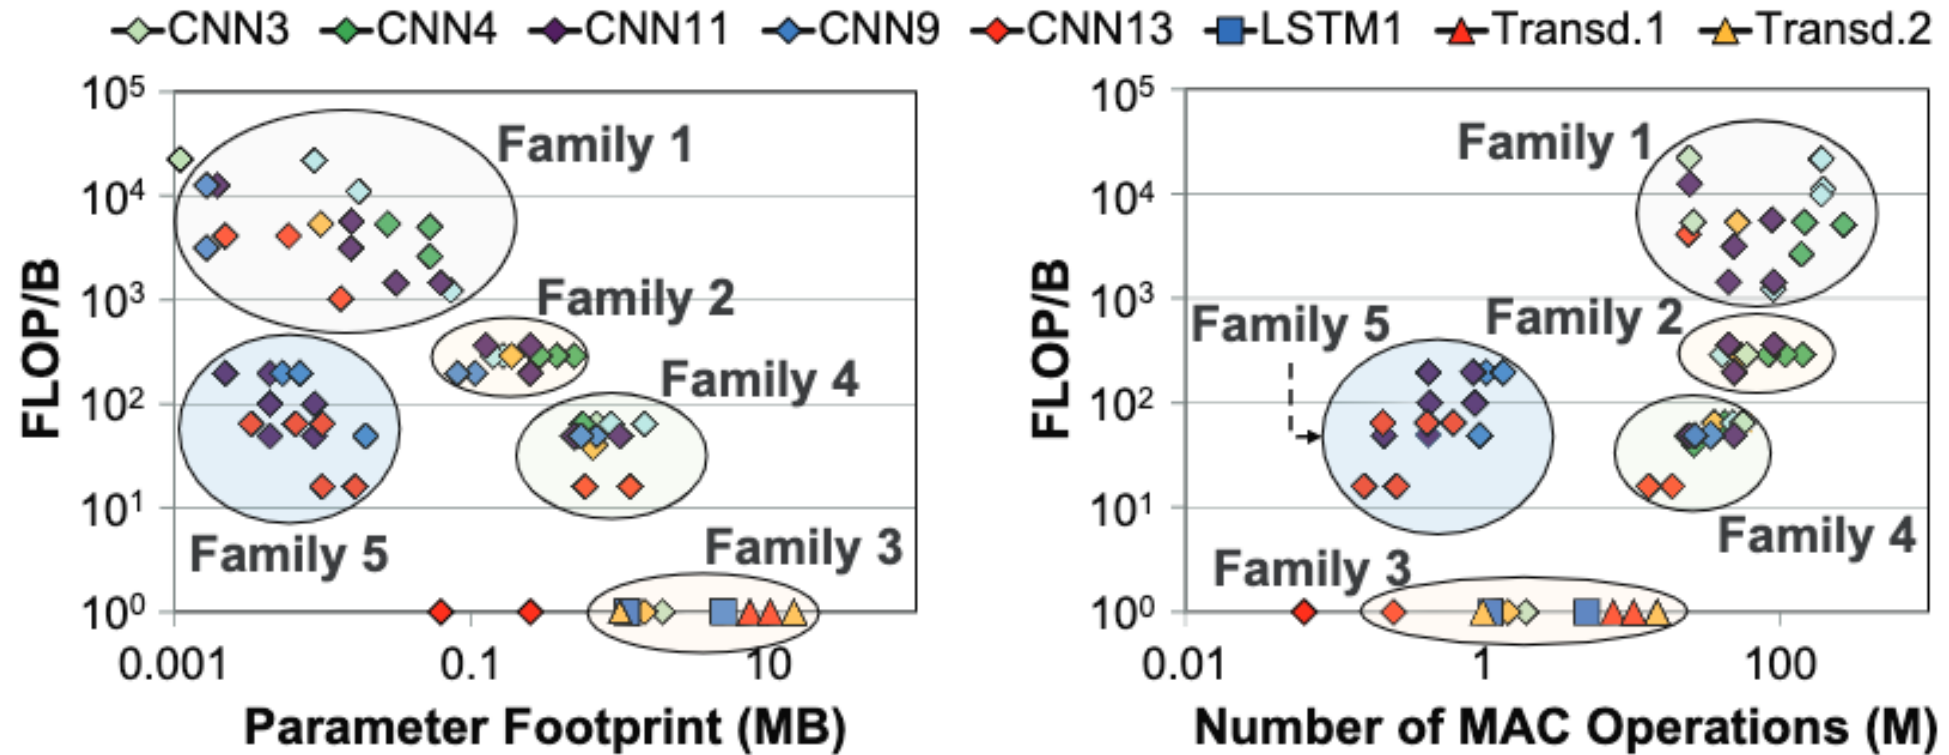 CNN3 CNN4 CNN11 CNN9 CNN13 LSTM1 Transd.1 Transd.2
FLOP/B
10⁵
10⁴
10³
10²
10¹
10⁰
Family 1
Family 2
Family 4
Family 5
Family 3
0.001 0.1 10
Parameter Footprint (MB)
FLOP/B
10⁵
10⁴
10³
10²
10¹
10⁰
Family 1
Family 5
Family 2
Family 4
Family 3
0.01 1 100
Number of MAC Operations (M)